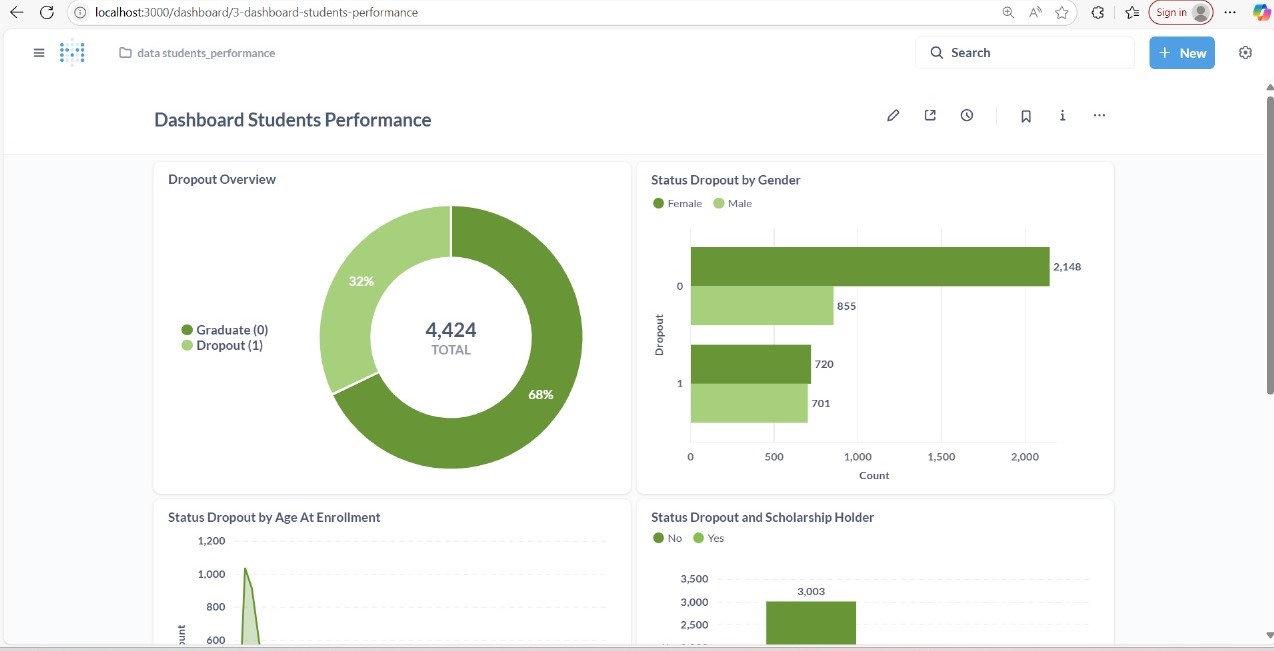 localhost:3000/dashboard/3-dashboard-students-performance
Sign in
data students_performance
Search
+ New
Dashboard Students Performance
Dropout Overview
32%
Graduate (0)
Dropout (1)
4,424
TOTAL
68%
Status Dropout by Gender
Female Male
2,148
0
855
Dropout
720
1
701
0 500 1,000 1,500 2,000
Count
Status Dropout by Age At Enrollment
1,200
1,000
800
600
Status Dropout and Scholarship Holder
No Yes
3,500
3,003
3,000
2,500